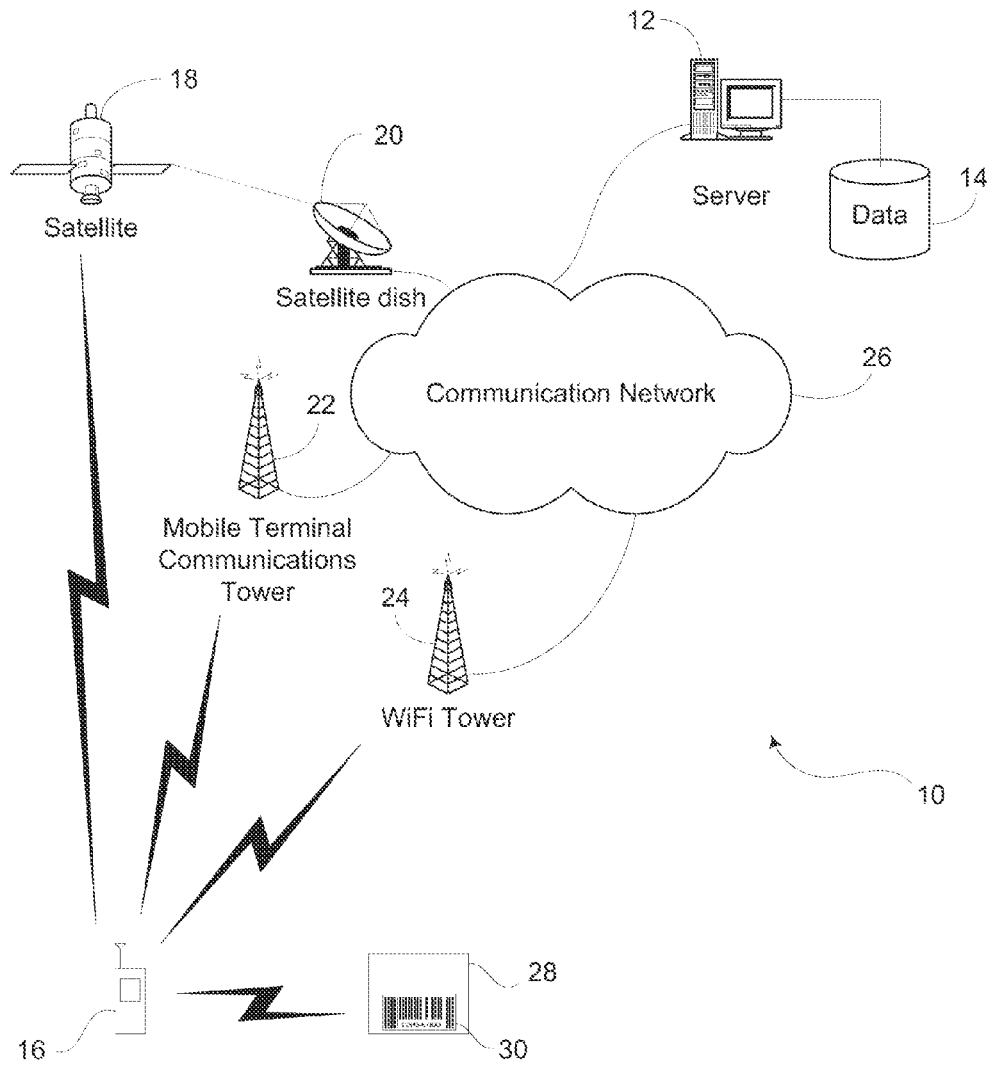 12
18
20
Server
14
Data
Satellite
Satellite dish
26
Communication Network
22
Mobile Terminal
Communications
Tower
24
WiFi Tower
10
28
16
30